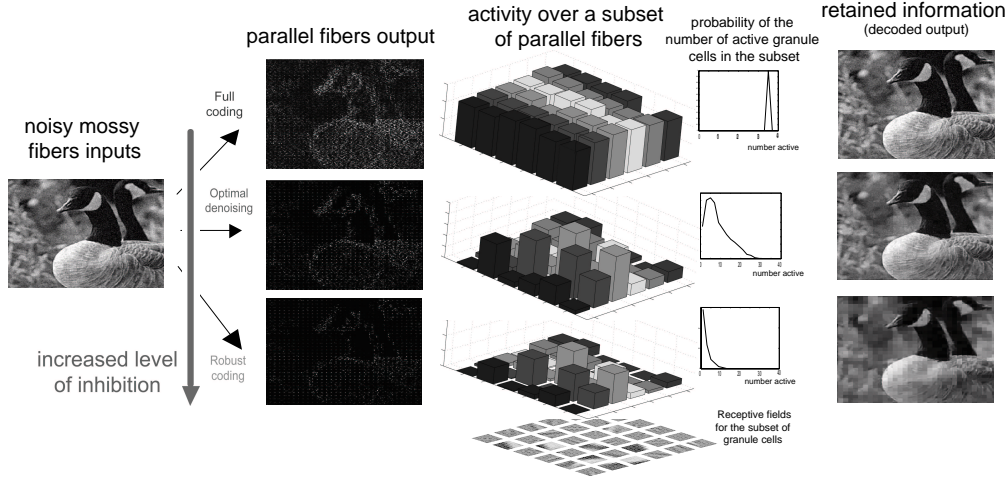 parallel fibers output
activity over a subset
of parallel fibers
probability of the
number of active granule
cells in the subset
retained information
(decoded output)
noisy mossy
fibers inputs
Full
coding
Optimal
denoising
Robust
coding
increased level
of inhibition
number active
number active
number active
Receptive fields
for the subset of
granule cells